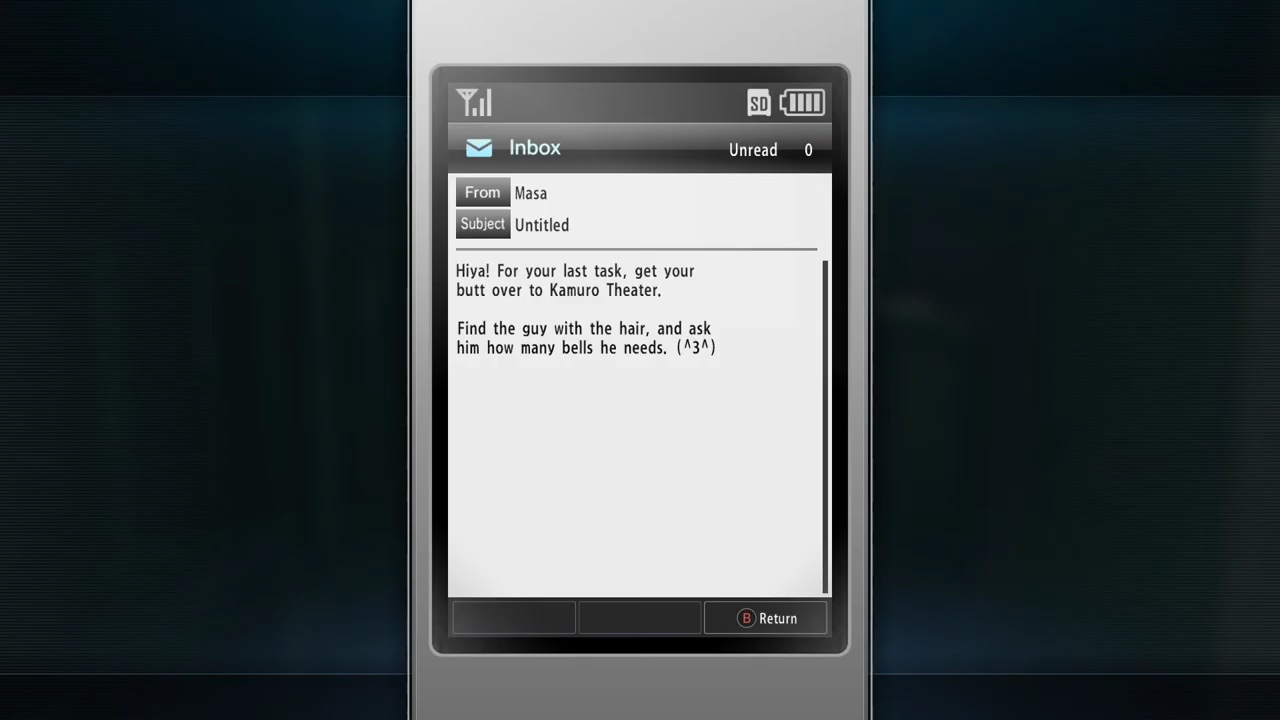 SD
Inbox
Unread 0
From Masa
Subject Untitled
Hiya! For your last task, get your
butt over to Kamuro Theater.
Find the guy with the hair, and ask
him how many bells he needs. (^3^)
B Return